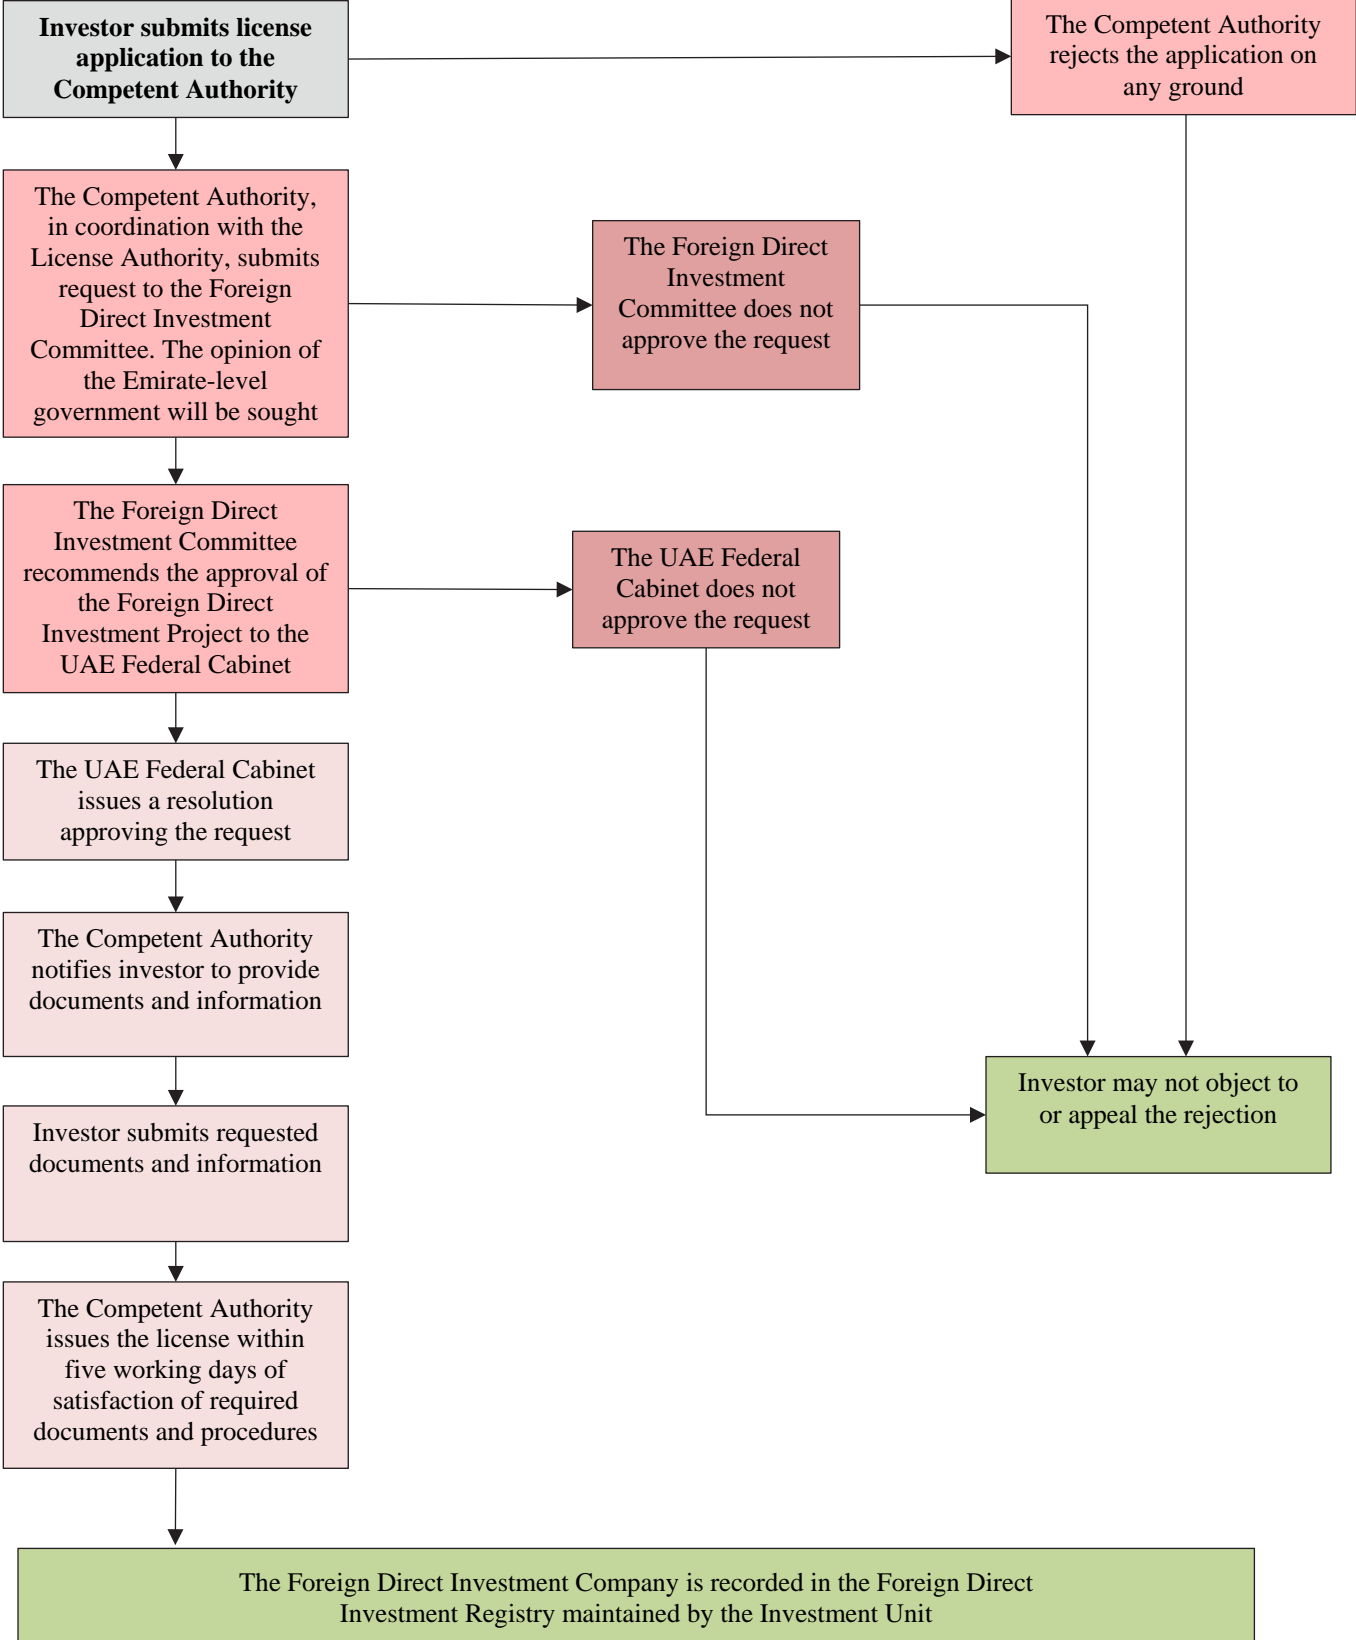 Investor submits license
application to the
Competent Authority
The Competent Authority
rejects the application on
any ground
The Competent Authority,
in coordination with the
License Authority, submits
request to the Foreign
Direct Investment
Committee. The opinion of
the Emirate-level
government will be sought
The Foreign Direct
Investment
Committee does not
approve the request
The Foreign Direct
Investment Committee
recommends the approval of
the Foreign Direct
Investment Project to the
UAE Federal Cabinet
The UAE Federal
Cabinet does not
approve the request
The UAE Federal Cabinet
issues a resolution
approving the request
The Competent Authority
notifies investor to provide
documents and information
Investor may not object to
or appeal the rejection
Investor submits requested
documents and information
The Competent Authority
issues the license within
five working days of
satisfaction of required
documents and procedures
The Foreign Direct Investment Company is recorded in the Foreign Direct
Investment Registry maintained by the Investment Unit